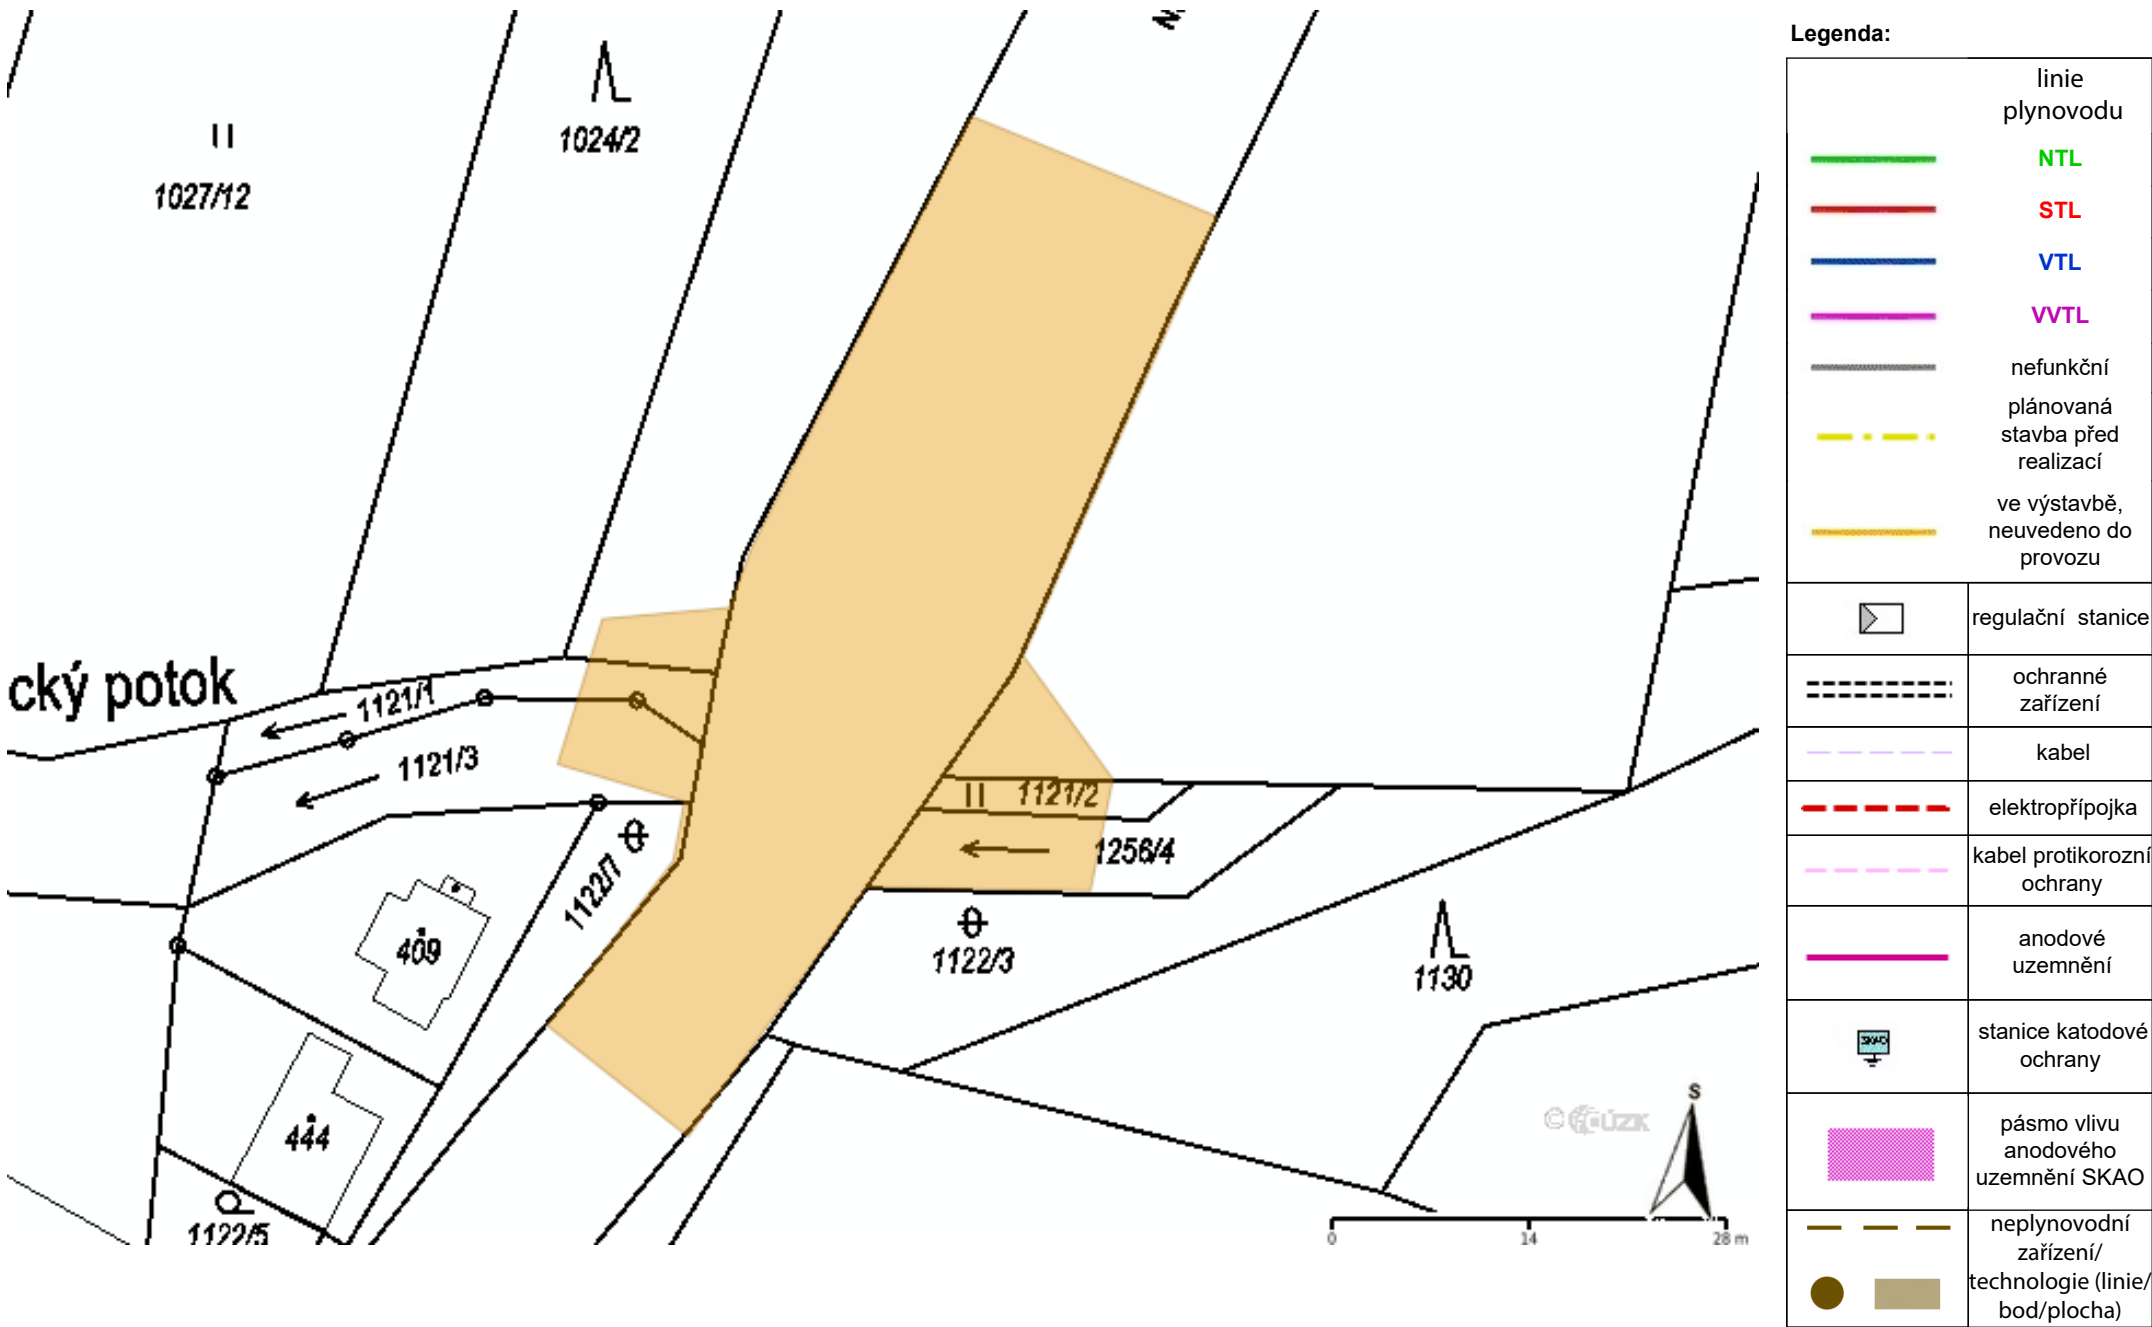 1024/2
1027/12
cký potok
1121/1
1121/3
1121/2
1256/4
1122/7
409
1122/3
1130
444
1122/5
S
0 14 28 m
Legenda:
linie
plynovodu
NTL
STL
VTL
VVTL
nefunkční
plánovaná
stavba před
realizací
ve výstavbě,
neuvedeno do
provozu
regulační stanice
ochranné
zařízení
kabel
elektropřípojka
kabel protikorozní
ochrany
anodové
uzemnění
SKAO
stanice katodové
ochrany
pásmo vlivu
anodového
uzemnění SKAO
neplynovodní
zařízení/
technologie (linie/
bod/plocha)